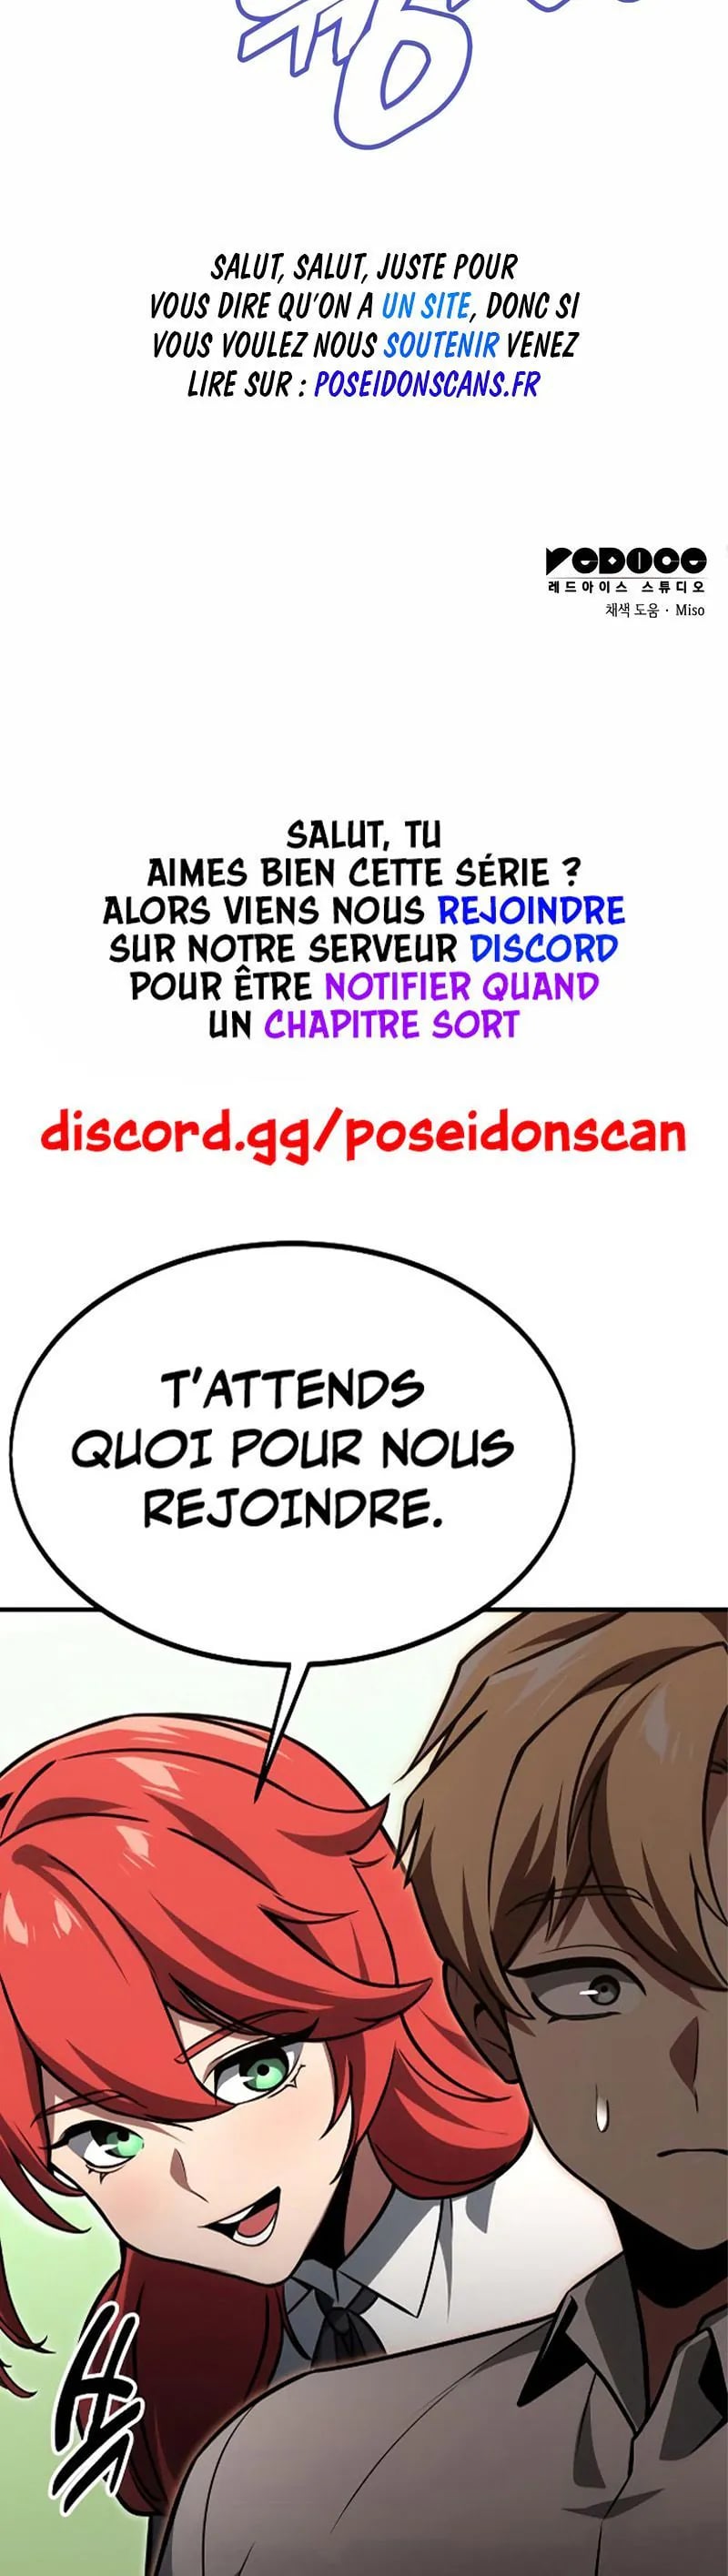 SALUT, SALUT, JUSTE POUR
VOUS DIRE QU'ON A UN SITE, DONC SI
VOUS VOULEZ NOUS SOUTENIR VENEZ
LIRE SUR : POSEIDONSCANS.FR
REDICE
레드아이스 스튜디오
채색 도움 · Miso
SALUT, TU
AIMES BIEN CETTE SÉRIE ?
ALORS VIENS NOUS REJOINDRE
SUR NOTRE SERVEUR DISCORD
POUR ÊTRE NOTIFIER QUAND
UN CHAPITRE SORT
discord.gg/poseidonscan
T'ATTENDS
QUOI POUR NOUS
REJOINDRE.